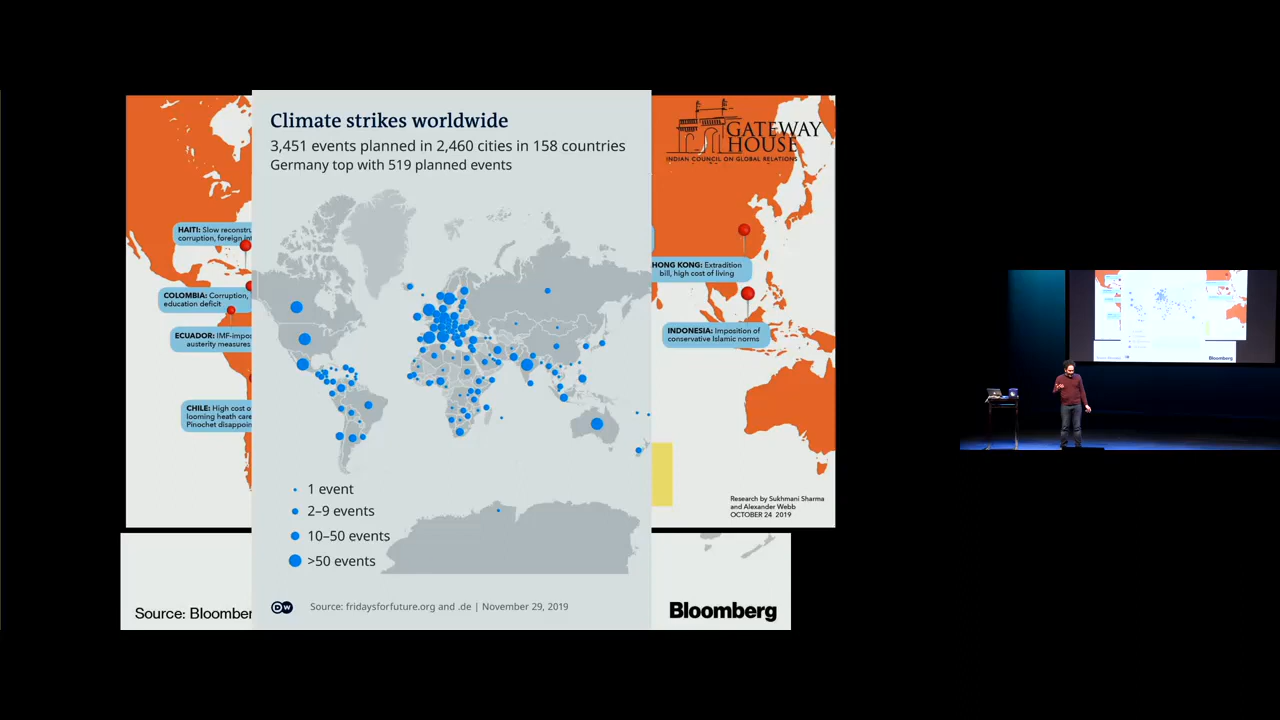 Climate strikes worldwide
3,451 events planned in 2,460 cities in 158 countries
Germany top with 519 planned events
GATEWAY
HOUSE
INDIAN COUNCIL ON GLOBAL RELATIONS
HAITI: Slow reconstru
corruption, foreign in
COLOMBIA: Corruption,
education deficit
ECUADOR: IMF-impos
austerity measures
CHILE: High cost o
looming heath care
Pinochet disappoin
HONG KONG: Extradition
bill, high cost of living
INDONESIA: Imposition of
conservative Islamic norms
1 event
2–9 events
10–50 events
>50 events
Research by Sukhmani Sharma
and Alexander Webb
OCTOBER 24 2019
DW
Source: fridaysforfuture.org and .de | November 29, 2019
Source: Bloomber
Bloomberg
Bloomberg